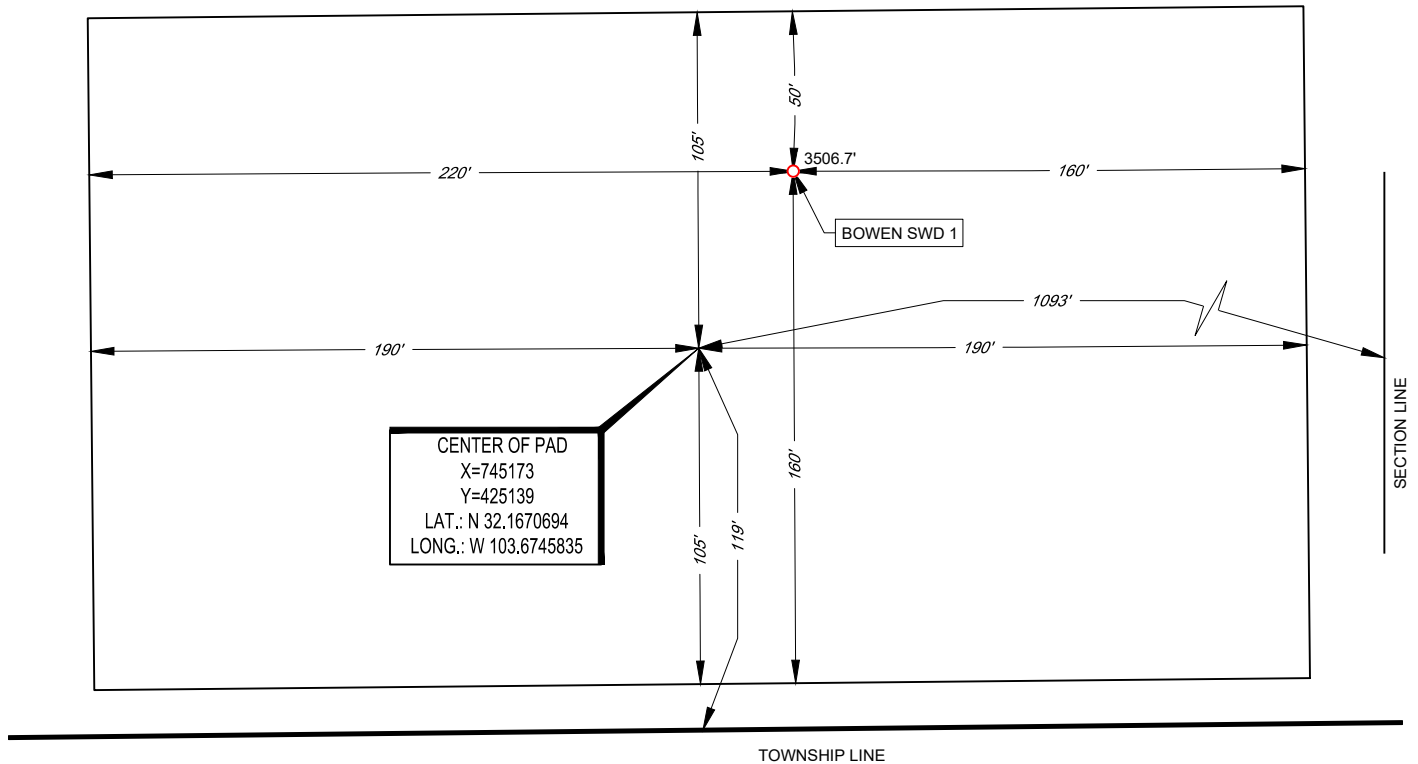 50'
105'
3506.7'
220'
160'
BOWEN SWD 1
1093'
190'
190'
SECTION LINE
CENTER OF PAD
X=745173
Y=425139
LAT.: N 32.1670694
LONG.: W 103.6745835
160'
119'
105'
TOWNSHIP LINE